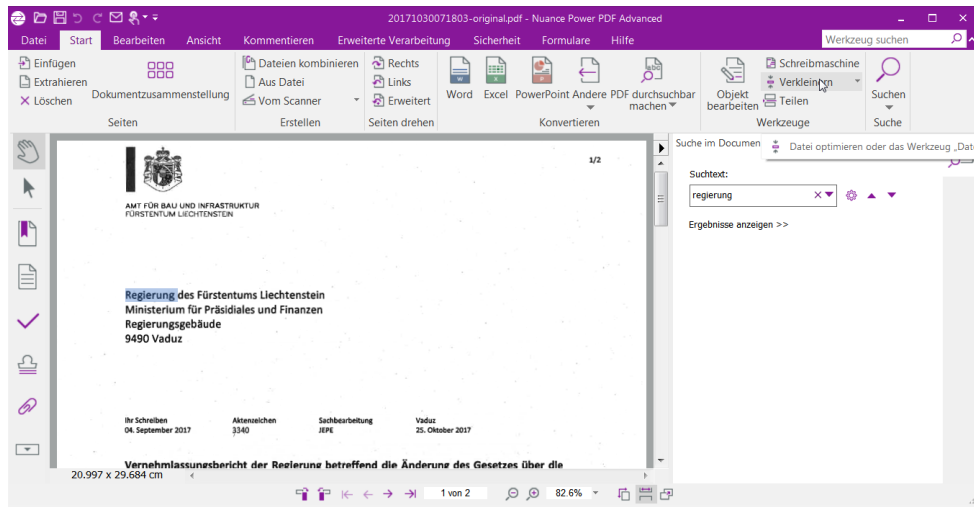 20171030071803-original.pdf - Nuance Power PDF Advanced
Datei Start Bearbeiten Ansicht Kommentieren Erweiterte Verarbeitung Sicherheit Formulare Hilfe Werkzeug suchen
Einfügen
Extrahieren
Löschen
Dokumentzusammenstellung
Seiten
Dateien kombinieren
Aus Datei
Vom Scanner
Erstellen
Rechts
Links
Erweitert
Seiten drehen
Word Excel PowerPoint Andere PDF durchsuchbar machen
Konvertieren
Objekt bearbeiten
Schreibmaschine
Verkleinern
Teilen
Werkzeuge
Suchen
Suche
Suche im Documen
Datei optimieren oder das Werkzeug „Dat
Suchtext:
regierung
Ergebnisse anzeigen >>
1/2
AMT FÜR BAU UND INFRASTRUKTUR
FÜRSTENTUM LIECHTENSTEIN
Regierung des Fürstentums Liechtenstein
Ministerium für Präsidiales und Finanzen
Regierungsgebäude
9490 Vaduz
Ihr Schreiben Aktenzeichen Sachbearbeitung Vaduz
04. September 2017 3340 JEPE 25. Oktober 2017
Vernehmlassungsbericht der Regierung betreffend die Änderung des Gesetzes über die
20.997 x 29.684 cm
1 von 2 82.6%